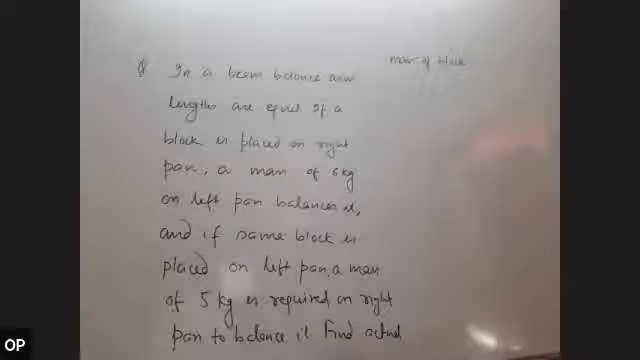 mass of block
Q In a beam balance arm
lengths are equal if a
block is placed on right
pan, a mass of 6kg
on left pan balances it,
and if same block is
placed on left pan, a mass
of 5 kg is required on right
pan to balance it Find actual
OP